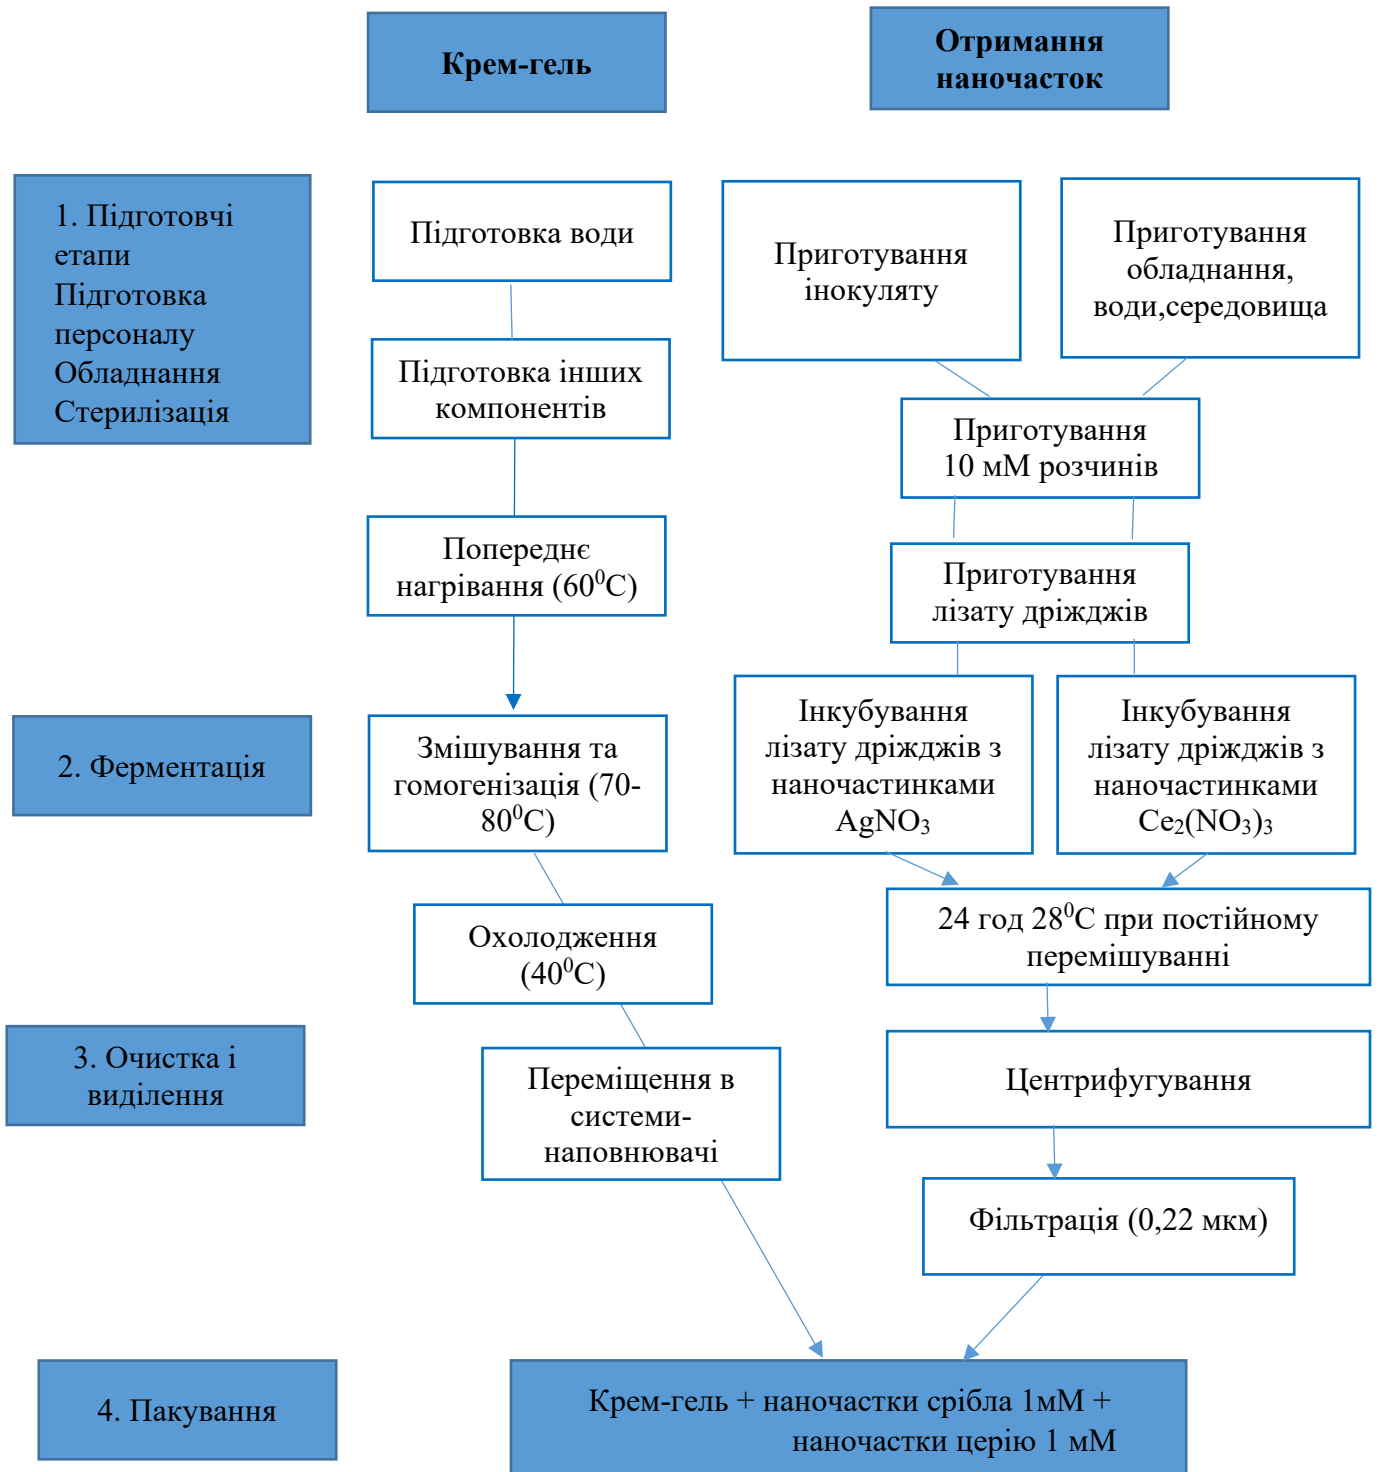 Крем-гель
Отримання
наночасток
1. Підготовчі
етапи
Підготовка
персоналу
Обладнання
Стерилізація
Підготовка води
Приготування
інокуляту
Приготування
обладнання,
води,середовища
Підготовка інших
компонентів
Приготування
10 мМ розчинів
Попереднє
нагрівання (60⁰С)
Приготування
лізату дріжджів
2. Ферментація
Змішування та
гомогенізація (70-
80⁰С)
Інкубування
лізату дріжджів з
наночастинками
AgNO₃
Інкубування
лізату дріжджів з
наночастинками
Ce₂(NO₃)₃
Охолодження
(40⁰С)
24 год 28⁰С при постійному
перемішуванні
3. Очистка і
виділення
Переміщення в
системи-
наповнювачі
Центрифугування
Фільтрація (0,22 мкм)
4. Пакування
Крем-гель + наночастки срібла 1мМ +
наночастки церію 1 мМ